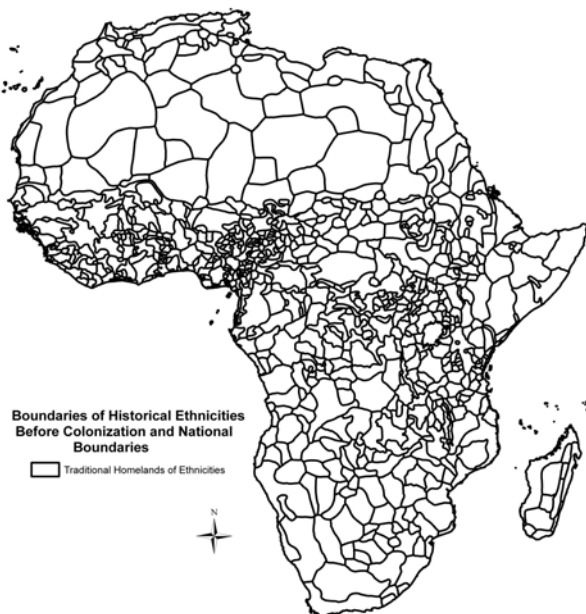 Boundaries of Historical Ethnicities
Before Colonization and National
Boundaries
Traditional Homelands of Ethnicities
N